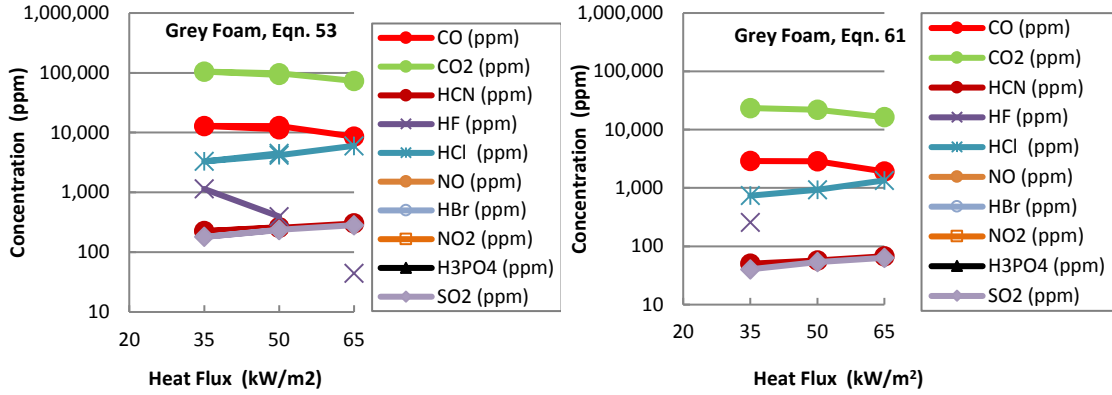 Grey Foam, Eqn. 53
Concentration (ppm)
1,000,000
100,000
10,000
1,000
100
10
20
35
50
65
Heat Flux (kW/m2)
CO (ppm)
CO2 (ppm)
HCN (ppm)
HF (ppm)
HCl (ppm)
NO (ppm)
HBr (ppm)
NO2 (ppm)
H3PO4 (ppm)
SO2 (ppm)
Grey Foam, Eqn. 61
Concentration (ppm)
1,000,000
100,000
10,000
1,000
100
10
20
35
50
65
Heat Flux (kW/m²)
CO (ppm)
CO2 (ppm)
HCN (ppm)
HF (ppm)
HCl (ppm)
NO (ppm)
HBr (ppm)
NO2 (ppm)
H3PO4 (ppm)
SO2 (ppm)